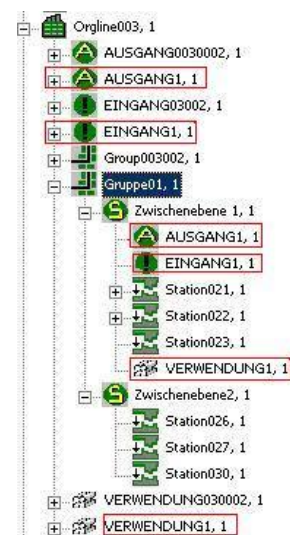 Orgline003, 1
AUSGANG0030002, 1
AUSGANG1, 1
EINGANG03002, 1
EINGANG1, 1
Group003002, 1
Gruppe01, 1
Zwischenebene 1, 1
AUSGANG1, 1
EINGANG1, 1
Station021, 1
Station022, 1
Station023, 1
VERWENDUNG1, 1
Zwischenebene2, 1
Station026, 1
Station027, 1
Station030, 1
VERWENDUNG030002, 1
VERWENDUNG1, 1